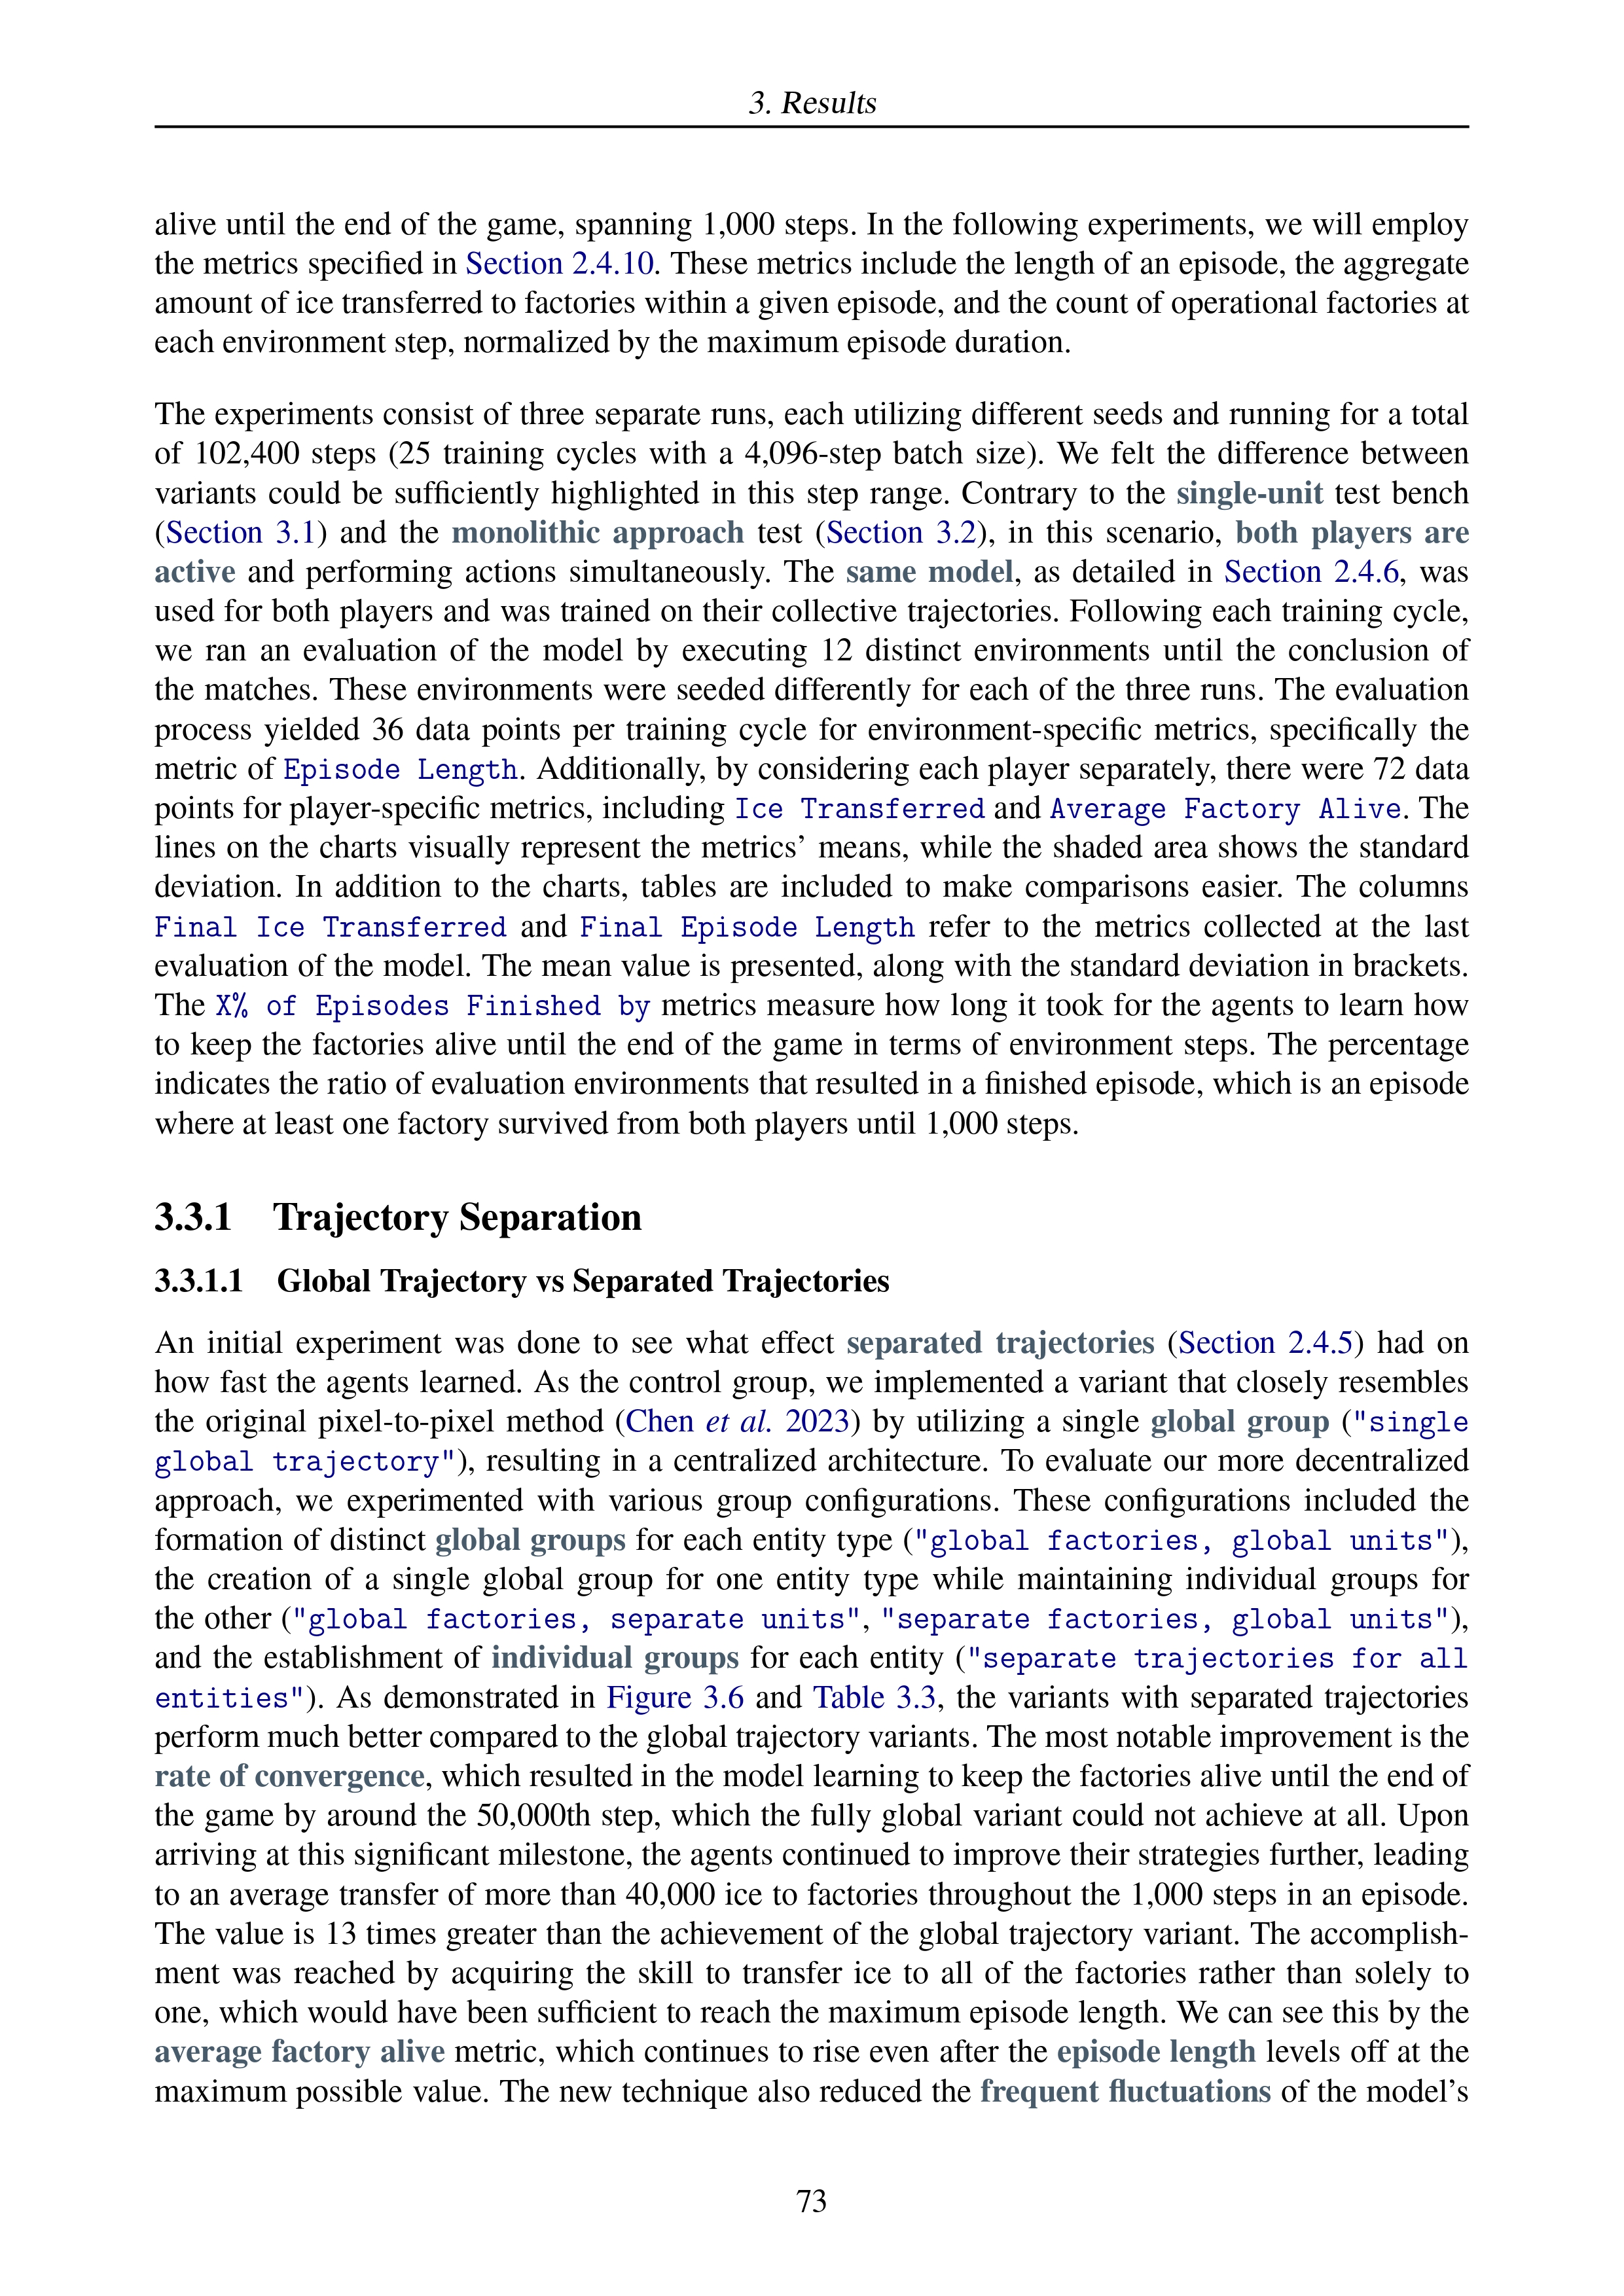 3. Results
alive until the end of the game, spanning 1,000 steps. In the following experiments, we will employ
the metrics specified in Section 2.4.10. These metrics include the length of an episode, the aggregate
amount of ice transferred to factories within a given episode, and the count of operational factories at
each environment step, normalized by the maximum episode duration.
The experiments consist of three separate runs, each utilizing different seeds and running for a total
of 102,400 steps (25 training cycles with a 4,096-step batch size). We felt the difference between
variants could be sufficiently highlighted in this step range. Contrary to the single-unit test bench
(Section 3.1) and the monolithic approach test (Section 3.2), in this scenario, both players are
active and performing actions simultaneously. The same model, as detailed in Section 2.4.6, was
used for both players and was trained on their collective trajectories. Following each training cycle,
we ran an evaluation of the model by executing 12 distinct environments until the conclusion of
the matches. These environments were seeded differently for each of the three runs. The evaluation
process yielded 36 data points per training cycle for environment-specific metrics, specifically the
metric of Episode Length. Additionally, by considering each player separately, there were 72 data
points for player-specific metrics, including Ice Transferred and Average Factory Alive. The
lines on the charts visually represent the metrics’ means, while the shaded area shows the standard
deviation. In addition to the charts, tables are included to make comparisons easier. The columns
Final Ice Transferred and Final Episode Length refer to the metrics collected at the last
evaluation of the model. The mean value is presented, along with the standard deviation in brackets.
The X% of Episodes Finished by metrics measure how long it took for the agents to learn how
to keep the factories alive until the end of the game in terms of environment steps. The percentage
indicates the ratio of evaluation environments that resulted in a finished episode, which is an episode
where at least one factory survived from both players until 1,000 steps.
3.3.1 Trajectory Separation
3.3.1.1 Global Trajectory vs Separated Trajectories
An initial experiment was done to see what effect separated trajectories (Section 2.4.5) had on
how fast the agents learned. As the control group, we implemented a variant that closely resembles
the original pixel-to-pixel method (Chen et al. 2023) by utilizing a single global group ("single
global trajectory"), resulting in a centralized architecture. To evaluate our more decentralized
approach, we experimented with various group configurations. These configurations included the
formation of distinct global groups for each entity type ("global factories, global units"),
the creation of a single global group for one entity type while maintaining individual groups for
the other ("global factories, separate units", "separate factories, global units"),
and the establishment of individual groups for each entity ("separate trajectories for all
entities"). As demonstrated in Figure 3.6 and Table 3.3, the variants with separated trajectories
perform much better compared to the global trajectory variants. The most notable improvement is the
rate of convergence, which resulted in the model learning to keep the factories alive until the end of
the game by around the 50,000th step, which the fully global variant could not achieve at all. Upon
arriving at this significant milestone, the agents continued to improve their strategies further, leading
to an average transfer of more than 40,000 ice to factories throughout the 1,000 steps in an episode.
The value is 13 times greater than the achievement of the global trajectory variant. The accomplish-
ment was reached by acquiring the skill to transfer ice to all of the factories rather than solely to
one, which would have been sufficient to reach the maximum episode length. We can see this by the
average factory alive metric, which continues to rise even after the episode length levels off at the
maximum possible value. The new technique also reduced the frequent fluctuations of the model’s
73